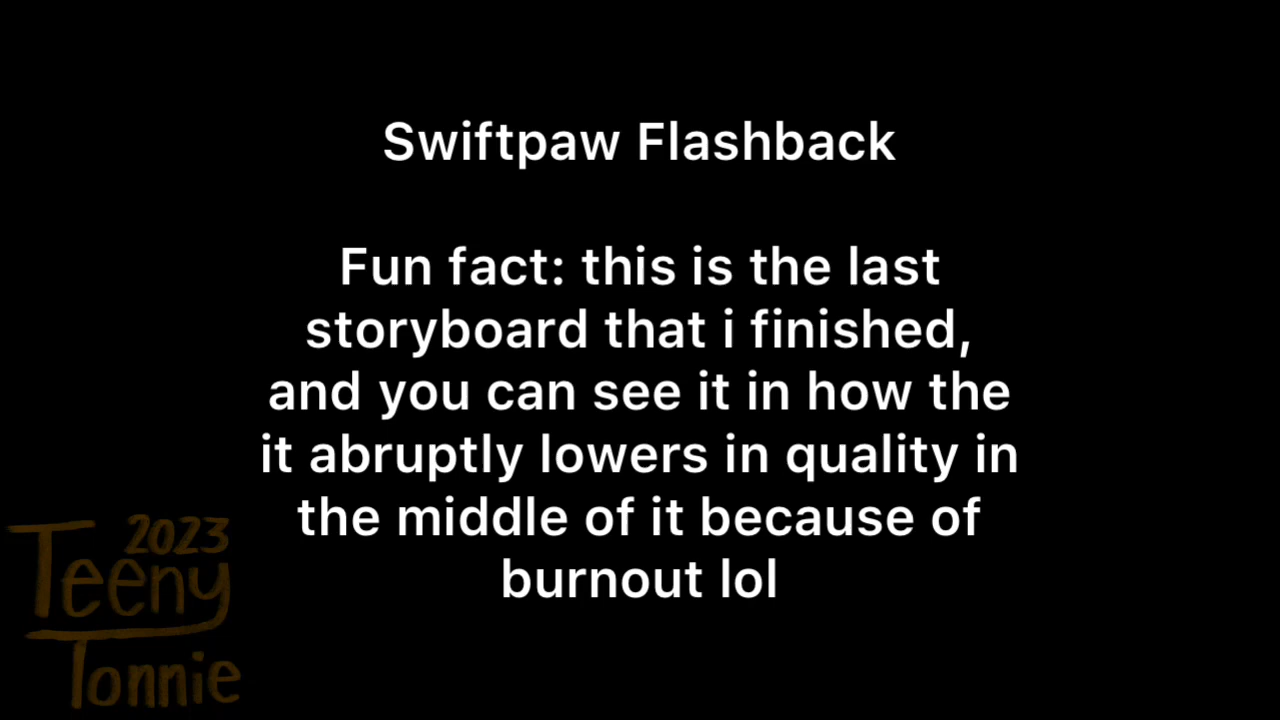 Swiftpaw Flashback
Fun fact: this is the last
storyboard that i finished,
and you can see it in how the
it abruptly lowers in quality in
the middle of it because of
burnout lol
2023
Teeny
Tonnie